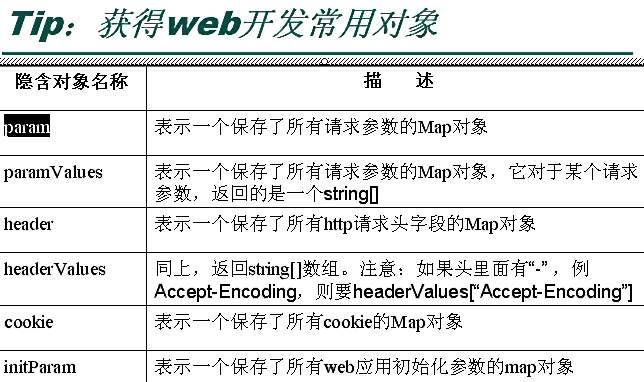 Tip：获得web开发常用对象
隐含对象名称 描 述
param 表示一个保存了所有请求参数的Map对象
paramValues 表示一个保存了所有请求参数的Map对象，它对于某个请求
参数，返回的是一个string[]
header 表示一个保存了所有http请求头字段的Map对象
headerValues 同上，返回string[]数组。注意：如果头里面有“-” ，例
Accept-Encoding，则要headerValues[“Accept-Encoding”]
cookie 表示一个保存了所有cookie的Map对象
initParam 表示一个保存了所有web应用初始化参数的map对象